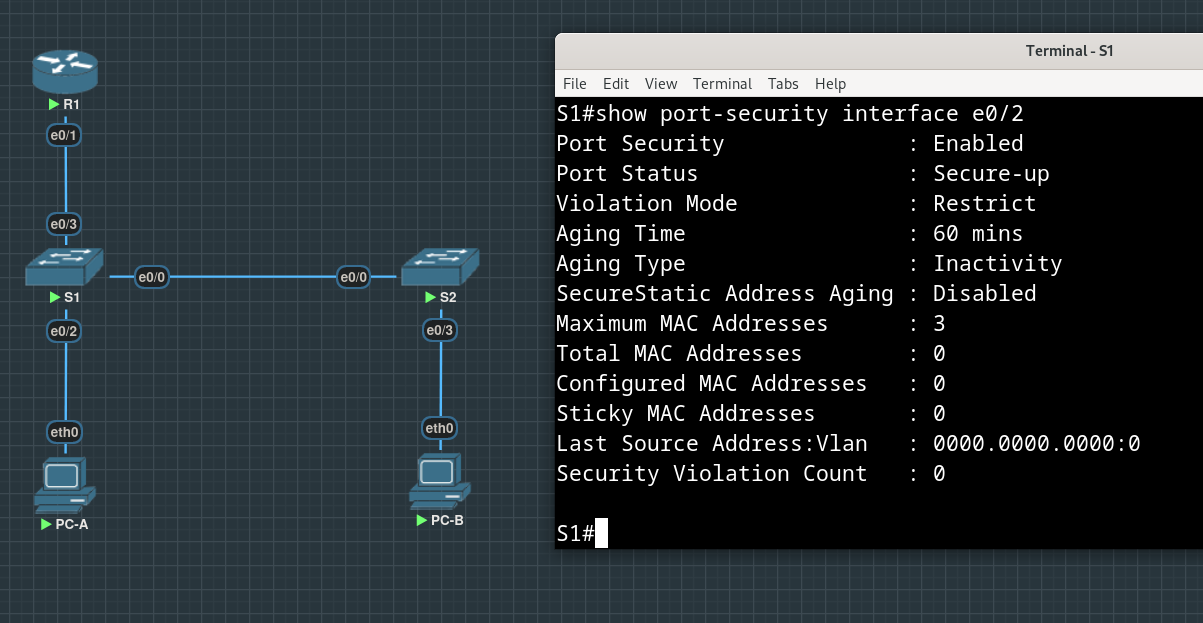 R1
e0/1
e0/3
S1
e0/0
e0/0
S2
e0/2
e0/3
eth0
eth0
PC-A
PC-B
Terminal - S1
File Edit View Terminal Tabs Help
S1#show port-security interface e0/2
Port Security : Enabled
Port Status : Secure-up
Violation Mode : Restrict
Aging Time : 60 mins
Aging Type : Inactivity
SecureStatic Address Aging : Disabled
Maximum MAC Addresses : 3
Total MAC Addresses : 0
Configured MAC Addresses : 0
Sticky MAC Addresses : 0
Last Source Address:Vlan : 0000.0000.0000:0
Security Violation Count : 0
S1#